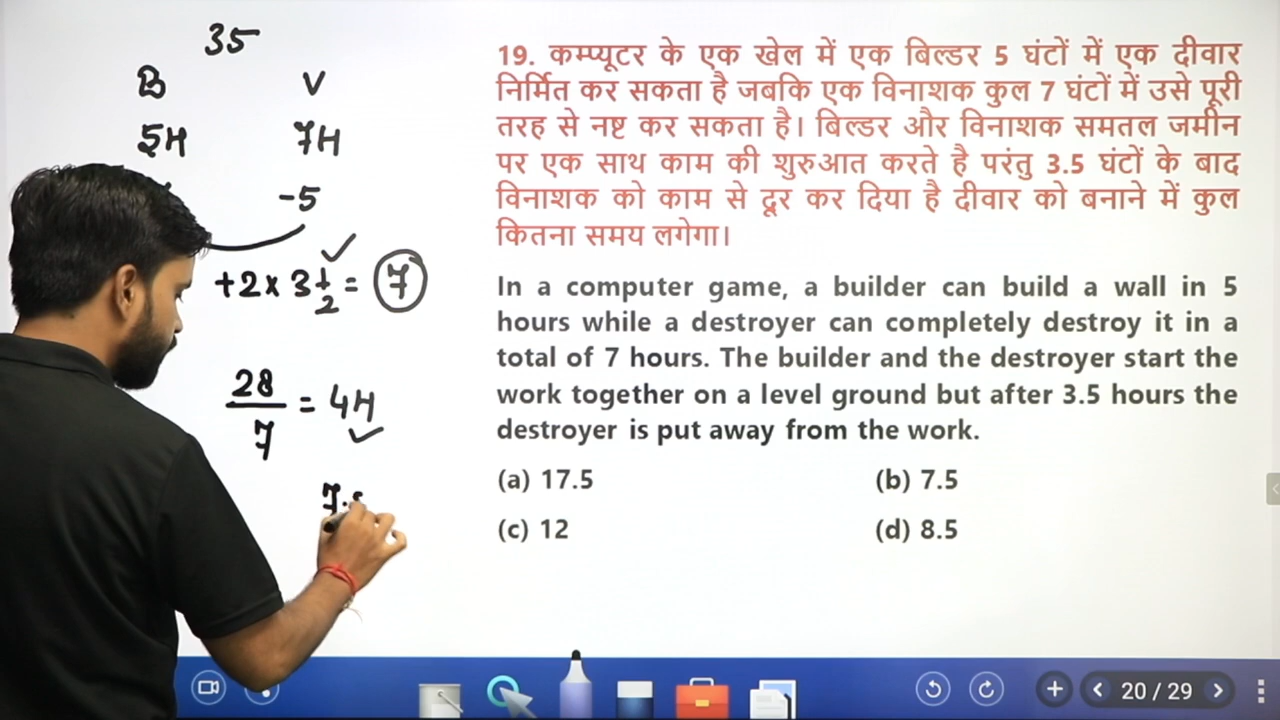 35
B V
5H 7H
-5
+2 × 3 1/2 = 7
28/7 = 4H
7.
19. कम्प्यूटर के एक खेल में एक बिल्डर 5 घंटों में एक दीवार
निर्मित कर सकता है जबकि एक विनाशक कुल 7 घंटों में उसे पूरी
तरह से नष्ट कर सकता है। बिल्डर और विनाशक समतल जमीन
पर एक साथ काम की शुरुआत करते है परंतु 3.5 घंटों के बाद
विनाशक को काम से दूर कर दिया है दीवार को बनाने में कुल
कितना समय लगेगा।
In a computer game, a builder can build a wall in 5
hours while a destroyer can completely destroy it in a
total of 7 hours. The builder and the destroyer start the
work together on a level ground but after 3.5 hours the
destroyer is put away from the work.
(a) 17.5 (b) 7.5
(c) 12 (d) 8.5
20 / 29